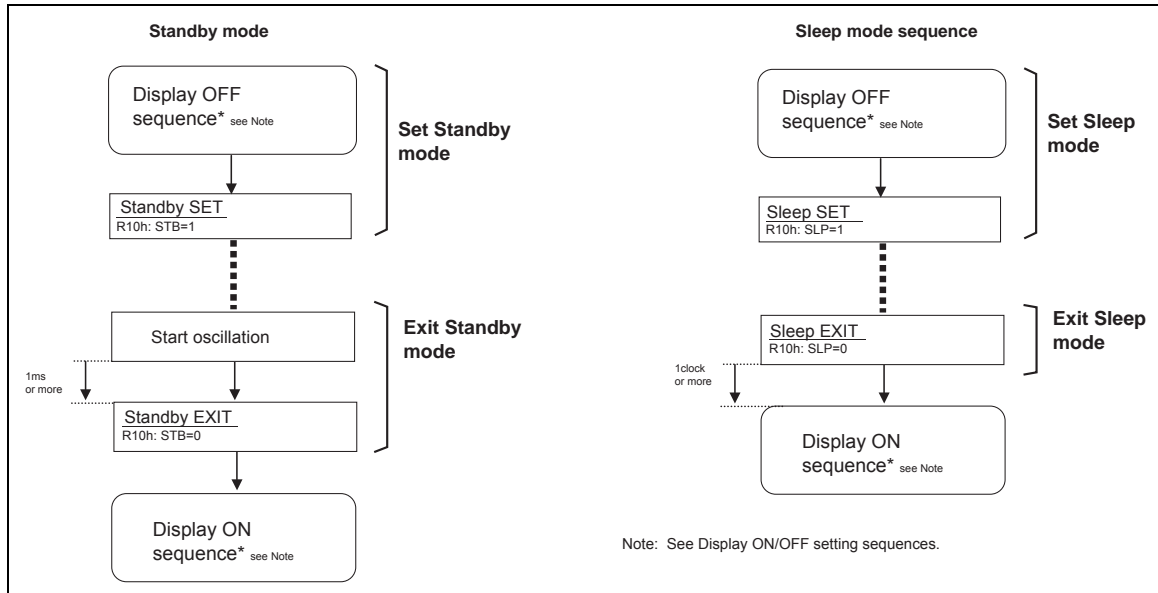 Standby mode
Display OFF
sequence* see Note
Set Standby
mode
Standby SET
R10h: STB=1
Start oscillation
Exit Standby
mode
1ms
or more
Standby EXIT
R10h: STB=0
Display ON
sequence* see Note
Sleep mode sequence
Display OFF
sequence* see Note
Set Sleep
mode
Sleep SET
R10h: SLP=1
Sleep EXIT
R10h: SLP=0
Exit Sleep
mode
1clock
or more
Display ON
sequence* see Note
Note: See Display ON/OFF setting sequences.